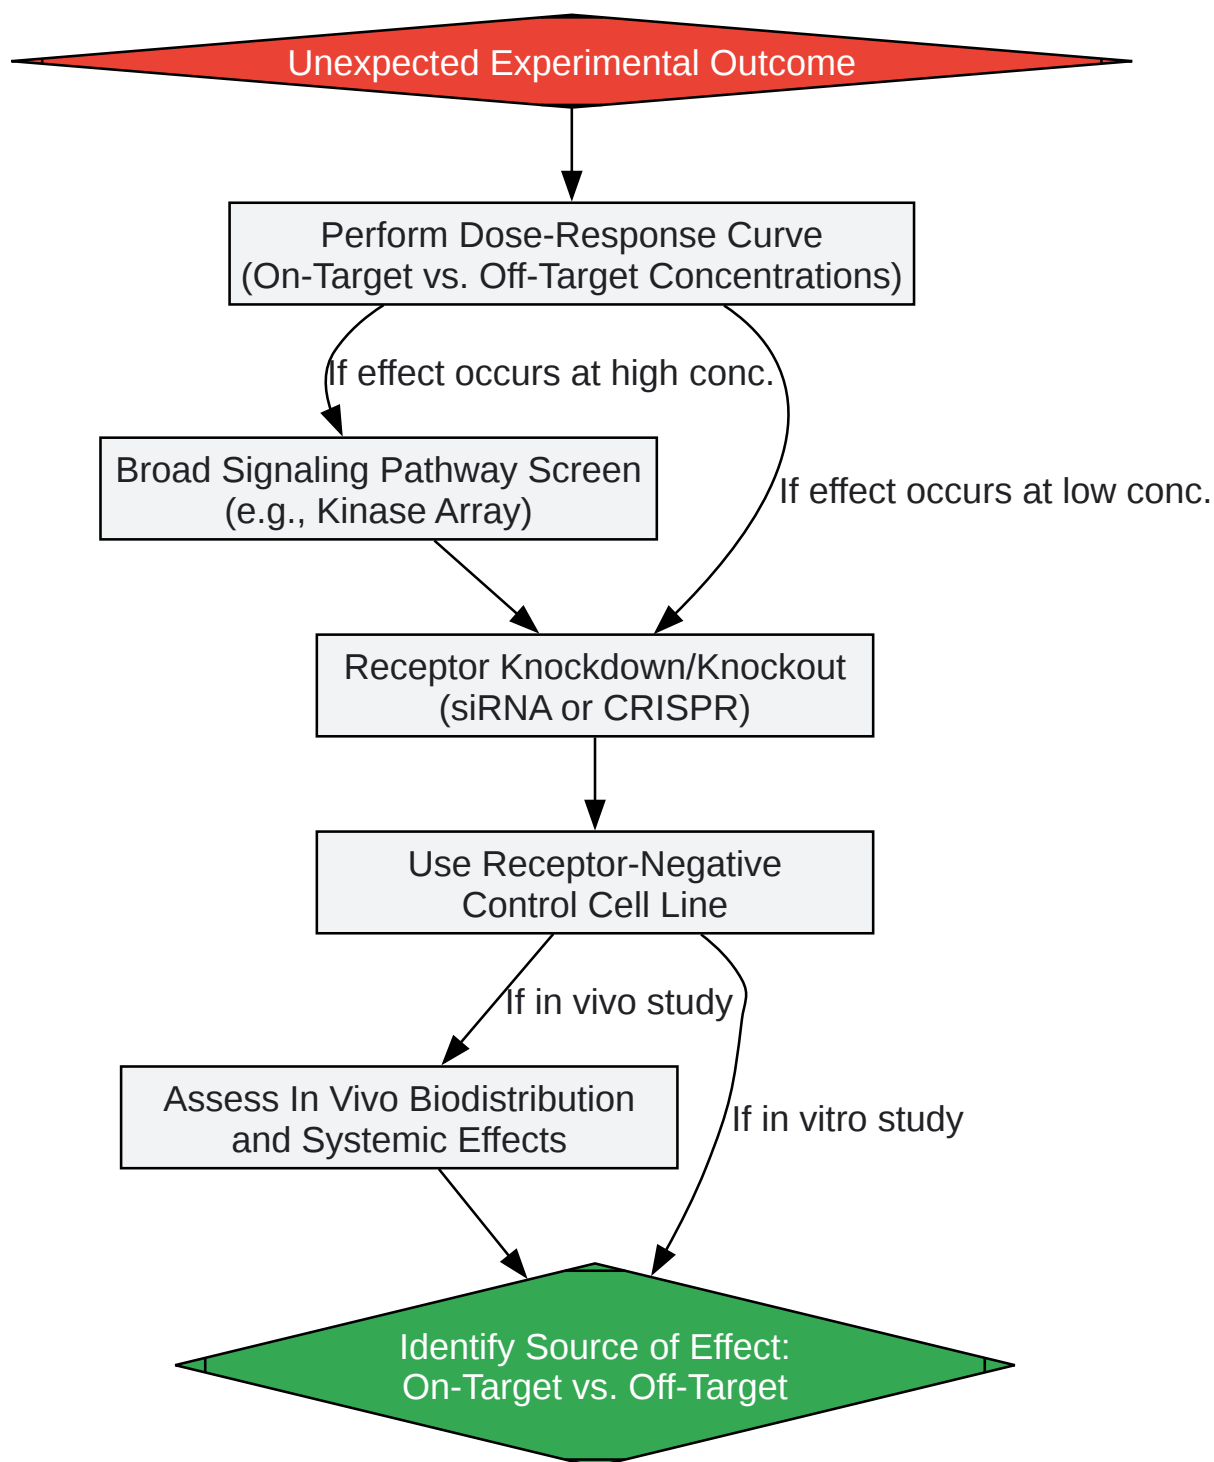 Unexpected Experimental Outcome
Perform Dose-Response Curve
(On-Target vs. Off-Target Concentrations)
If effect occurs at high conc.
Broad Signaling Pathway Screen
(e.g., Kinase Array)
If effect occurs at low conc.
Receptor Knockdown/Knockout
(siRNA or CRISPR)
Use Receptor-Negative
Control Cell Line
If in vivo study
Assess In Vivo Biodistribution
and Systemic Effects
If in vitro study
Identify Source of Effect:
On-Target vs. Off-Target